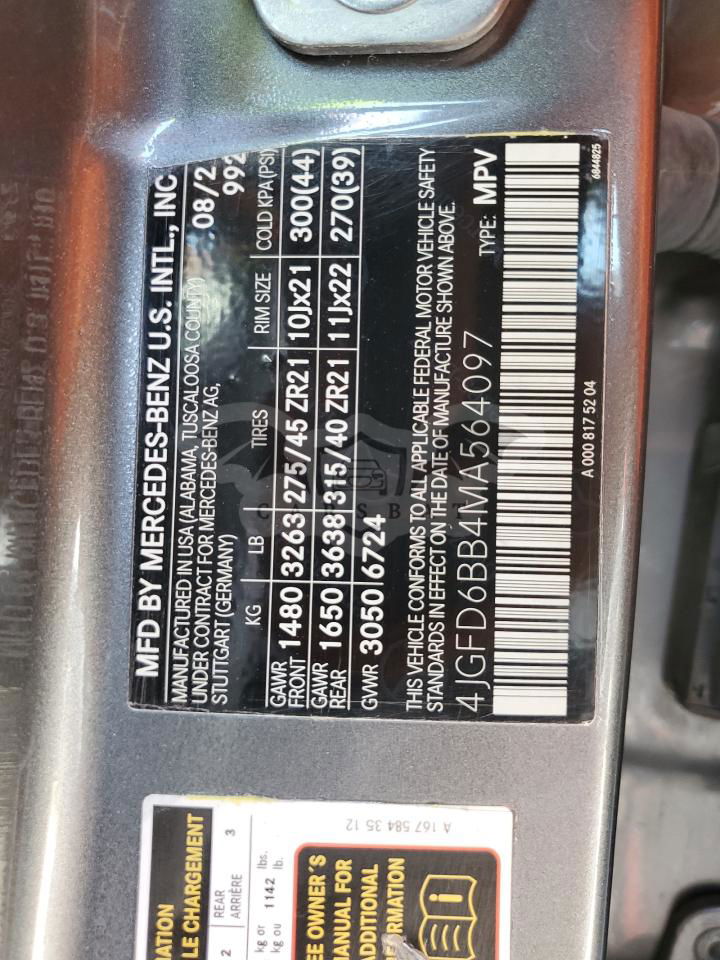 MFD BY MERCEDES-BENZ U.S. INTL., INC
MANUFACTURED IN USA (ALABAMA, TUSCALOOSA COUNTY) 08/2
UNDER CONTRACT FOR MERCEDES-BENZ AG, 992
STUTTGART (GERMANY)
KG LB TIRES RIM SIZE COLD KPA (PSI)
GAWR FRONT 1480 3263 275/45 ZR21 10Jx21 300(44)
GAWR REAR 1650 3638 315/40 ZR21 11Jx22 270(39)
GVWR 3050 6724
THIS VEHICLE CONFORMS TO ALL APPLICABLE FEDERAL MOTOR VEHICLE SAFETY
STANDARDS IN EFFECT ON THE DATE OF MANUFACTURE SHOWN ABOVE.
4JGFD6BB4MA564097 TYPE: MPV
A 000 817 52 04
6844825
CARSBAT
MATION
LE CHARGEMENT
2 REAR ARRIÈRE 3
kg or lbs.
kg ou 1142 lb.
A 167 584 35 12
EE OWNER'S
MANUAL FOR
ADDITIONAL
FORMATION